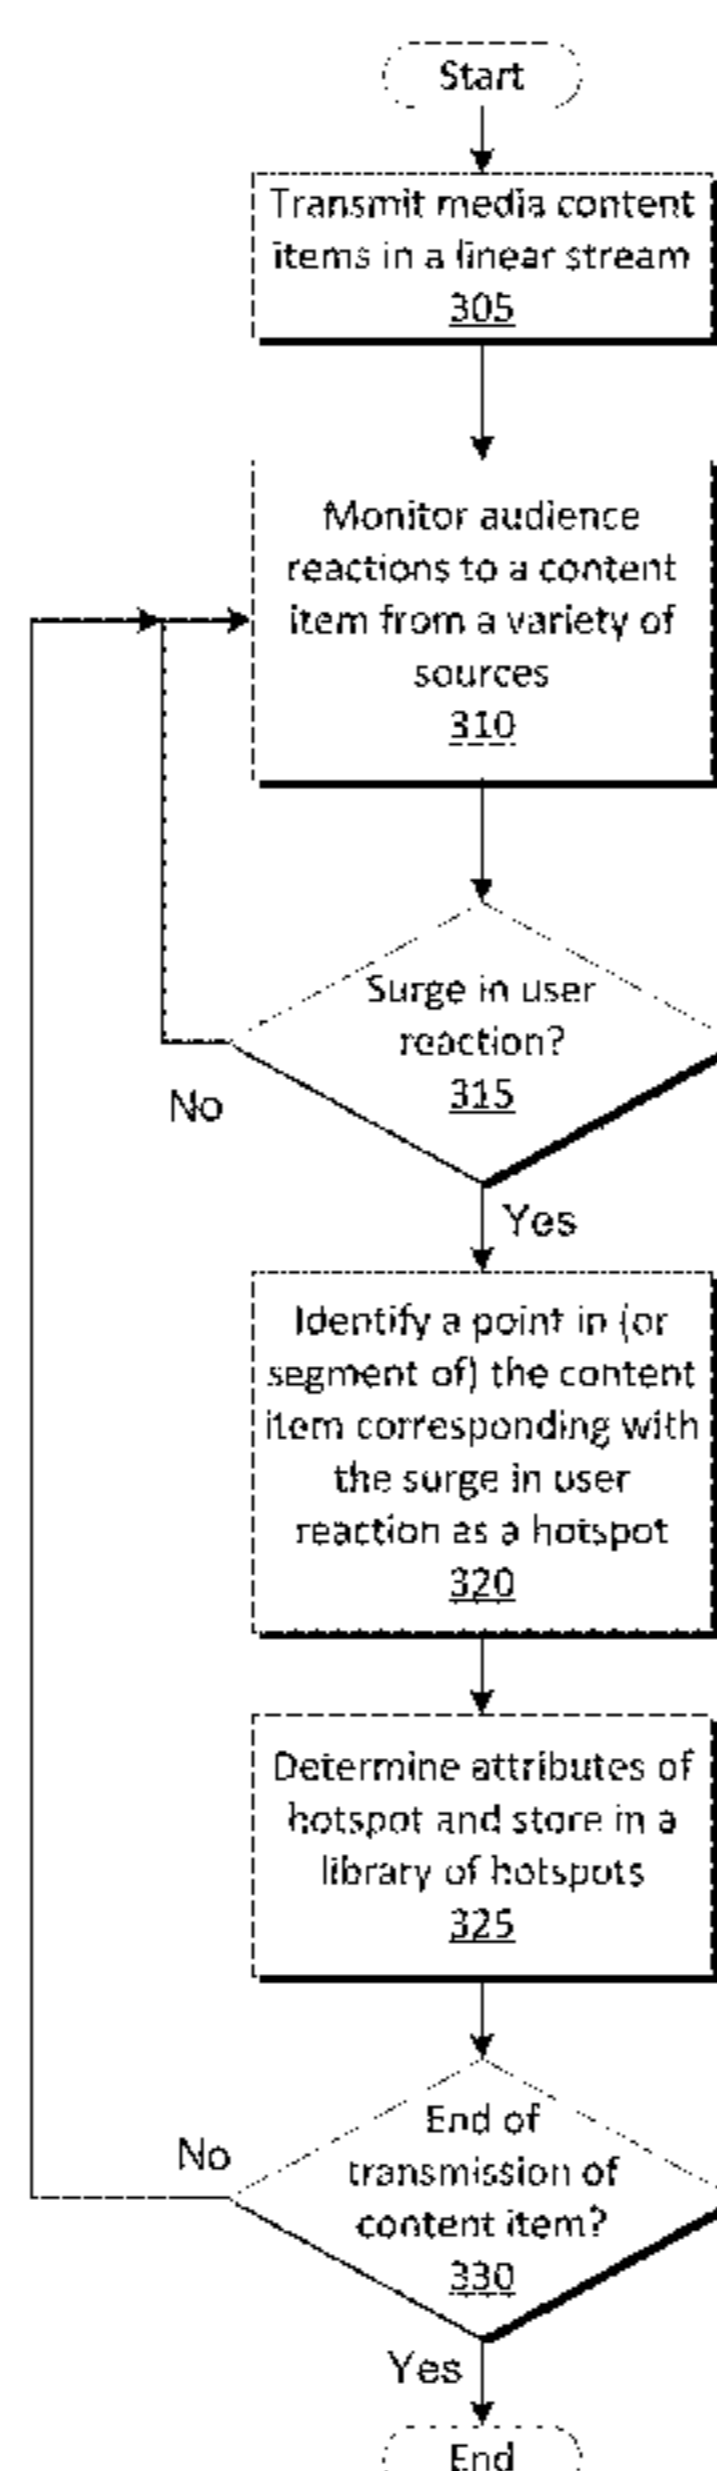 Start
Transmit media content
items in a linear stream
305
Monitor audience
reactions to a content
item from a variety of
sources
310
Surge in user
reaction?
315
No
Yes
Identify a point in (or
segment of) the content
item corresponding with
the surge in user
reaction as a hotspot
320
Determine attributes of
hotspot and store in a
library of hotspots
325
No
End of
transmission of
content item?
330
Yes
End